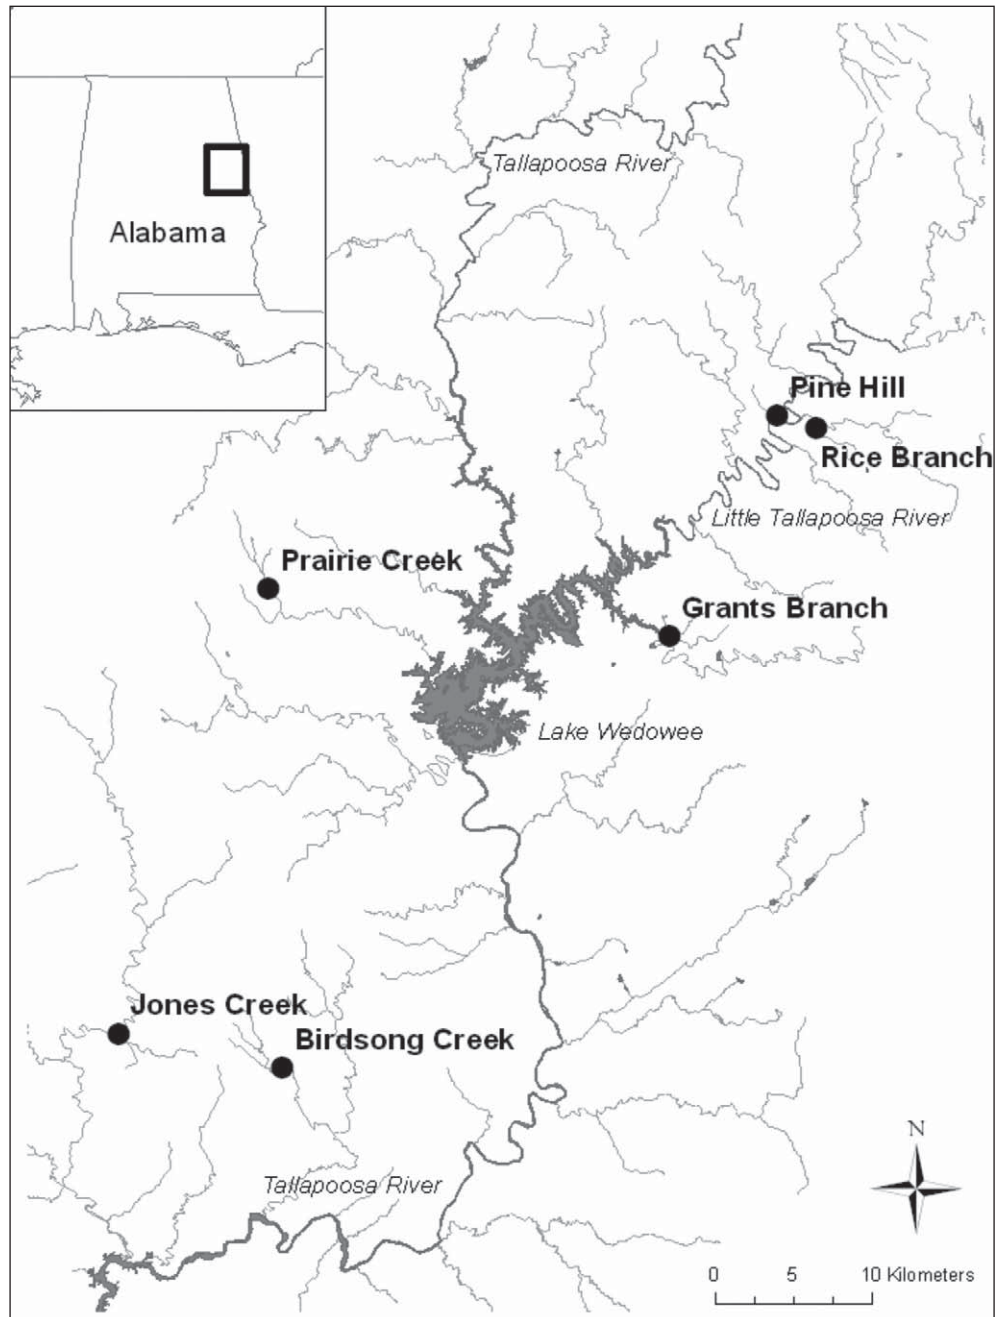 Tallapoosa River
Alabama
Pine Hill
Rice Branch
Little Tallapoosa River
Prairie Creek
Grants Branch
Lake Wedowee
Jones Creek
Birdsong Creek
N
Tallapoosa River
0 5 10 Kilometers